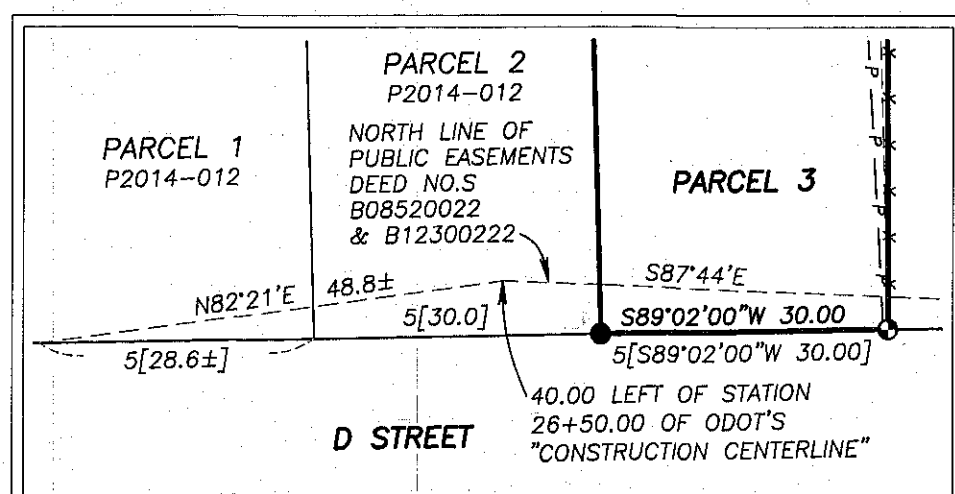 PARCEL 1
P2014-012
PARCEL 2
P2014-012
NORTH LINE OF
PUBLIC EASEMENTS
DEED NO.S
B08520022
& B12300222
PARCEL 3
P
P
P
P
N82°21'E
48.8±
S87°44'E
5[30.0]
S89°02'00"W 30.00
5[28.6±]
5[S89°02'00"W 30.00]
40.00 LEFT OF STATION
26+50.00 OF ODOT'S
"CONSTRUCTION CENTERLINE"
D STREET